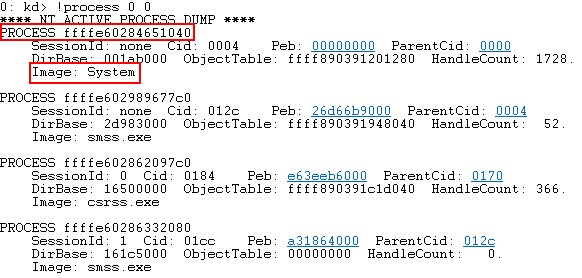 0: kd> !process 0 0
**** NT ACTIVE PROCESS DUMP ****
PROCESS ffffe60284651040
SessionId: none Cid: 0004 Peb: 00000000 ParentCid: 0000
DirBase: 001ab000 ObjectTable: ffff890391201280 HandleCount: 1728.
Image: System
PROCESS ffffe602989677c0
SessionId: none Cid: 012c Peb: 26d66b9000 ParentCid: 0004
DirBase: 2d983000 ObjectTable: ffff890391948040 HandleCount: 52.
Image: smss.exe
PROCESS ffffe602862097c0
SessionId: 0 Cid: 0184 Peb: e63eeb6000 ParentCid: 0170
DirBase: 16500000 ObjectTable: ffff890391c1d040 HandleCount: 366.
Image: csrss.exe
PROCESS ffffe60286332080
SessionId: 1 Cid: 01cc Peb: a31864000 ParentCid: 012c
DirBase: 161c5000 ObjectTable: 00000000 HandleCount: 0.
Image: smss.exe